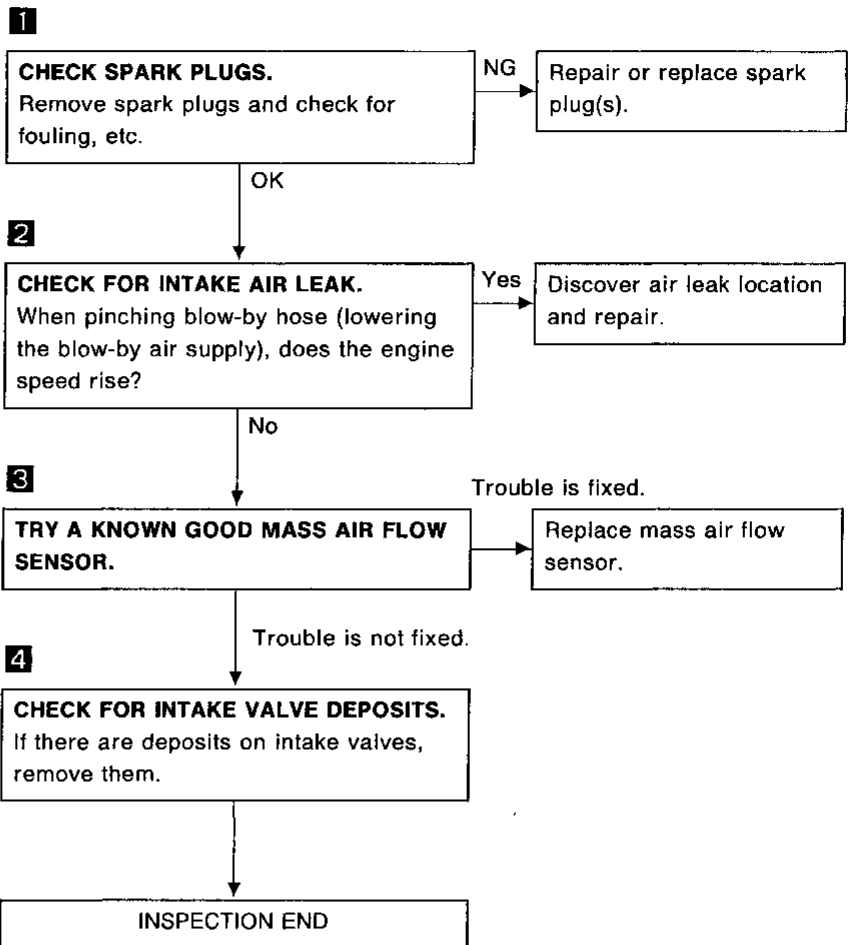 1
CHECK SPARK PLUGS.
Remove spark plugs and check for
fouling, etc.
NG
Repair or replace spark
plug(s).
OK
2
CHECK FOR INTAKE AIR LEAK.
When pinching blow-by hose (lowering
the blow-by air supply), does the engine
speed rise?
Yes
Discover air leak location
and repair.
No
3
TRY A KNOWN GOOD MASS AIR FLOW
SENSOR.
Trouble is fixed.
Replace mass air flow
sensor.
Trouble is not fixed.
4
CHECK FOR INTAKE VALVE DEPOSITS.
If there are deposits on intake valves,
remove them.
INSPECTION END